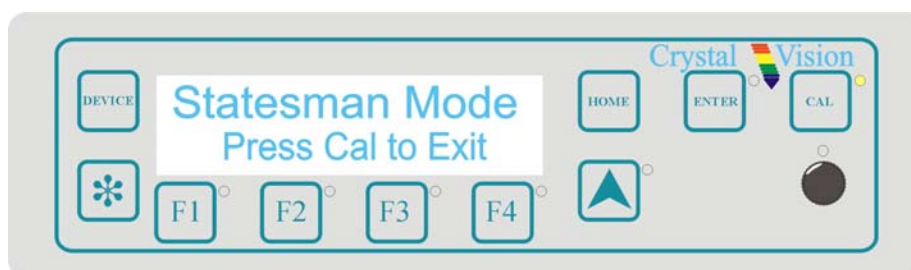 Crystal Vision
DEVICE
Statesman Mode
Press Cal to Exit
HOME
ENTER
CAL
F1
F2
F3
F4